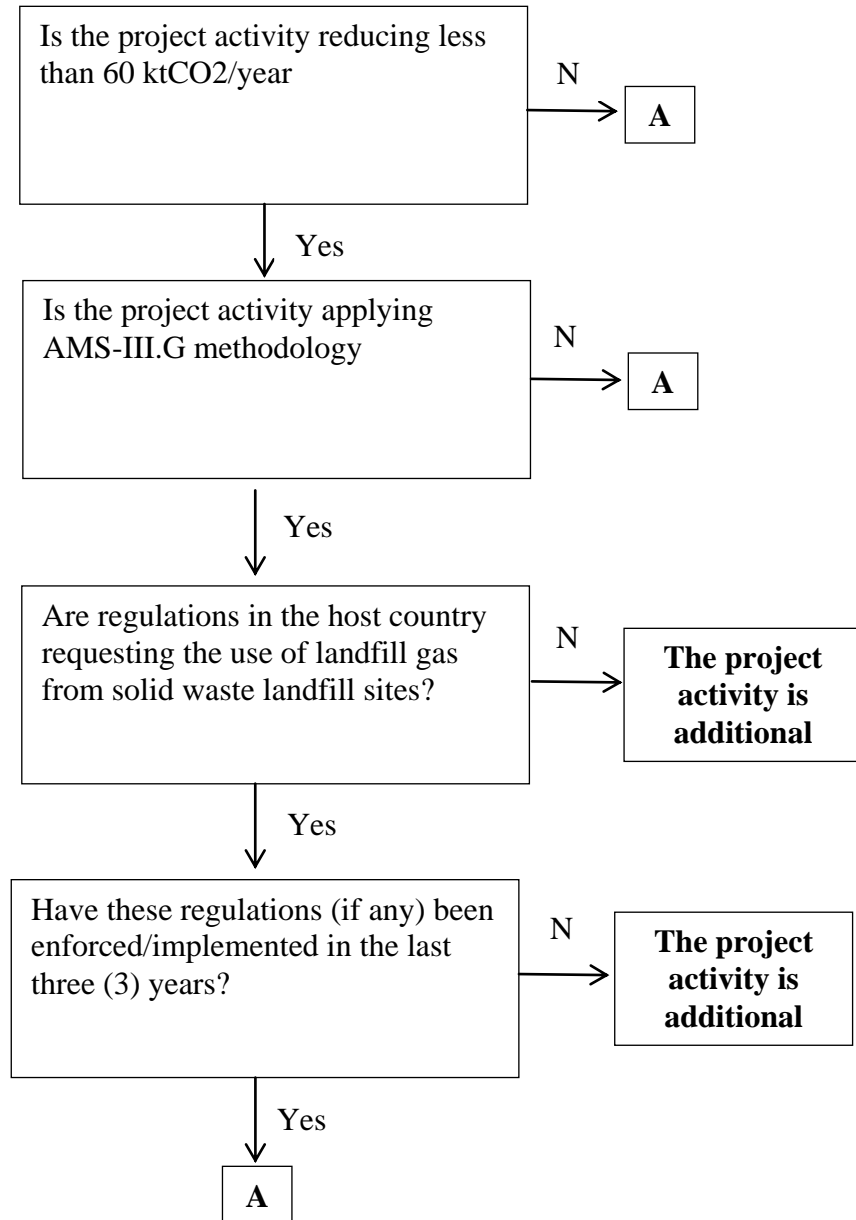 Is the project activity reducing less
than 60 ktCO2/year
N
A
Yes
Is the project activity applying
AMS-III.G methodology
N
A
Yes
Are regulations in the host country
requesting the use of landfill gas
from solid waste landfill sites?
N
The project
activity is
additional
Yes
Have these regulations (if any) been
enforced/implemented in the last
three (3) years?
N
The project
activity is
additional
Yes
A